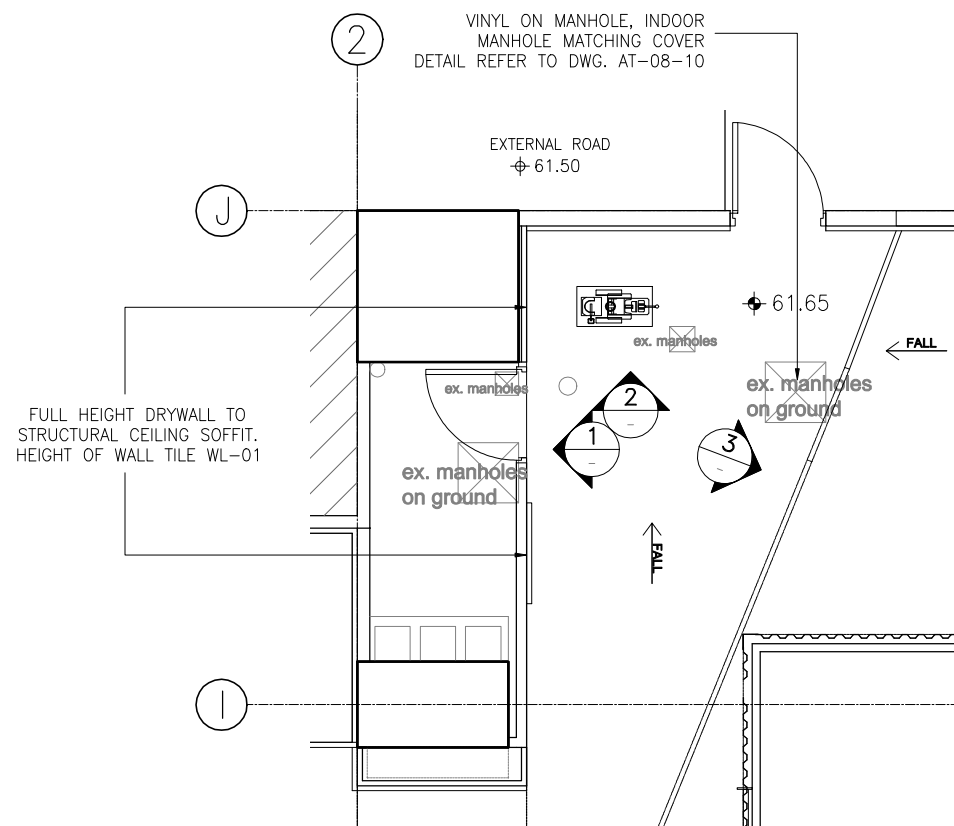 VINYL ON MANHOLE, INDOOR
MANHOLE MATCHING COVER
DETAIL REFER TO DWG. AT-08-10
2
EXTERNAL ROAD
61.50
J
61.65
FALL
ex. manholes
ex. manholes
ex. manholes
on ground
2
-
FULL HEIGHT DRYWALL TO
STRUCTURAL CEILING SOFFIT.
HEIGHT OF WALL TILE WL-01
1
-
3
-
ex. manholes
on ground
FALL
I